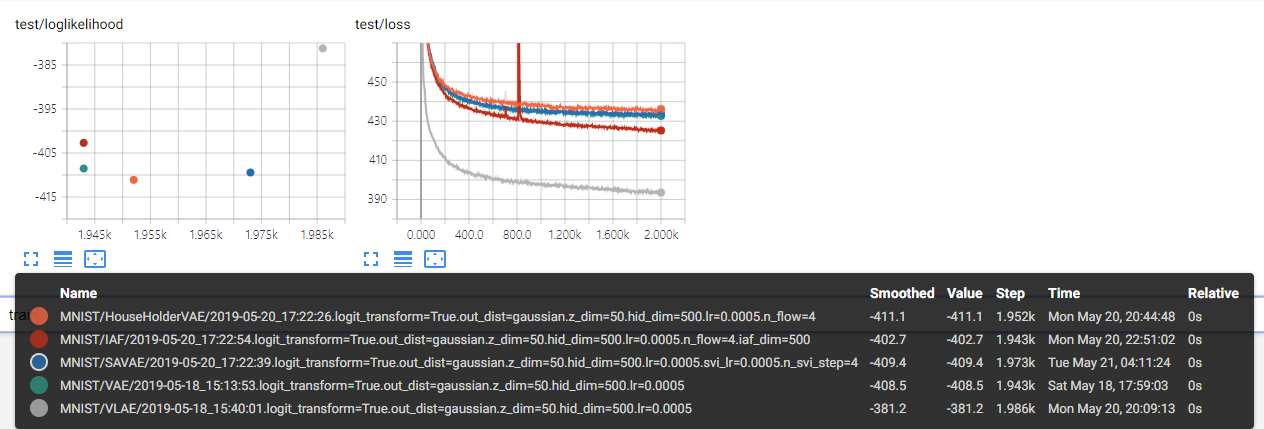 test/loglikelihood
-385
-395
-405
-415
1.945k 1.955k 1.965k 1.975k 1.985k
test/loss
450
430
410
390
0.000 400.0 800.0 1.200k 1.600k 2.000k
Name Smoothed Value Step Time Relative
MNIST/HouseHolderVAE/2019-05-20_17:22:26.logit_transform=True.out_dist=gaussian.z_dim=50.hid_dim=500.lr=0.0005.n_flow=4 -411.1 -411.1 1.952k Mon May 20, 20:44:48 0s
MNIST/IAF/2019-05-20_17:22:54.logit_transform=True.out_dist=gaussian.z_dim=50.hid_dim=500.lr=0.0005.n_flow=4.iaf_dim=500 -402.7 -402.7 1.943k Mon May 20, 22:51:02 0s
MNIST/SAVAE/2019-05-20_17:22:39.logit_transform=True.out_dist=gaussian.z_dim=50.hid_dim=500.lr=0.0005.svi_lr=0.0005.n_svi_step=4 -409.4 -409.4 1.973k Tue May 21, 04:11:24 0s
MNIST/VAE/2019-05-18_15:13:53.logit_transform=True.out_dist=gaussian.z_dim=50.hid_dim=500.lr=0.0005 -408.5 -408.5 1.943k Sat May 18, 17:59:03 0s
MNIST/VLAE/2019-05-18_15:40:01.logit_transform=True.out_dist=gaussian.z_dim=50.hid_dim=500.lr=0.0005 -381.2 -381.2 1.986k Mon May 20, 20:09:13 0s